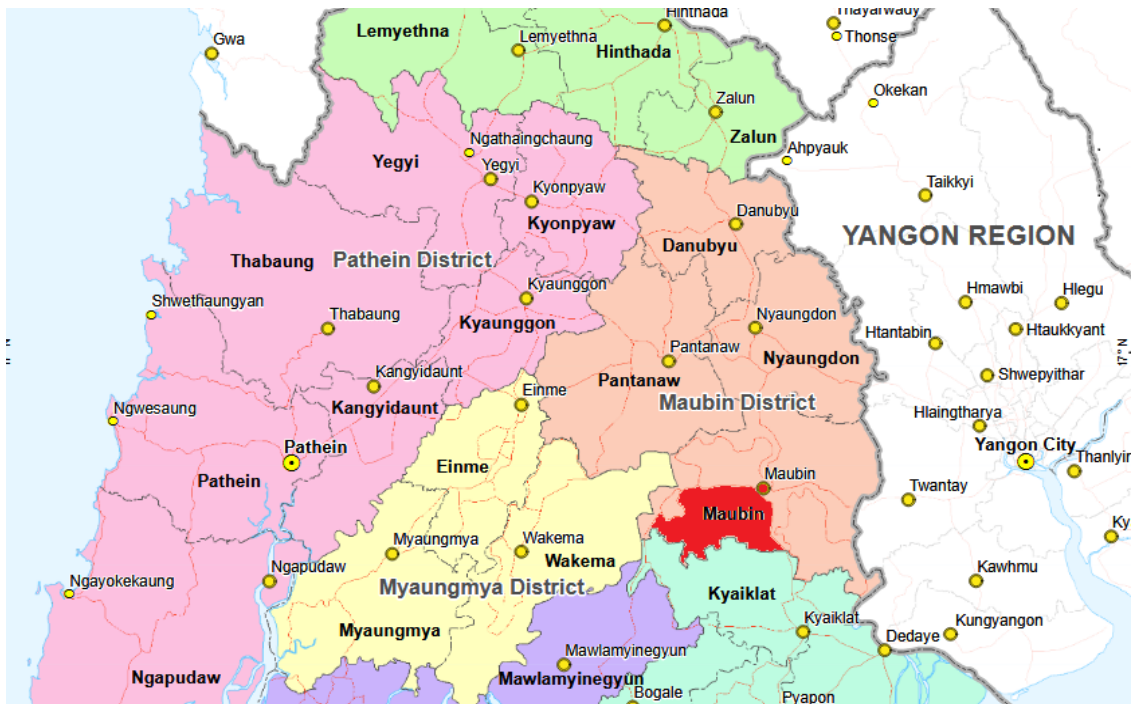 Hinthada
Thayarwady
Lemyethna
Thonse
Gwa
Lemyethna
Hinthada
Okekan
Zalun
Zalun
Ngathaingchaung
Ahpyauk
Yegyi
Yegyi
Kyonpyaw
Taikkyi
Kyonpyaw
Danubyu
YANGON REGION
Danubyu
Thabaung
Pathein District
Kyaunggon
Hmawbi
Hlegu
Shwethaungyan
Thabaung
Kyaunggon
Nyaungdon
Htantabin
Htaukkyant
17° N
Pantanaw
Nyaungdon
Kangyidaunt
Pantanaw
Shwepyithar
Einme
Maubin District
Ngwesaung
Kangyidaunt
Hlaingtharya
Pathein
Yangon City
Einme
Thanlyin
Pathein
Maubin
Twantay
Maubin
Ky
Myaungmya
Wakema
Wakema
Ngayokekaung
Ngapudaw
Myaungmya District
Kyaiklat
Kawhmu
Myaungmya
Kyaiklat
Kungyangon
Dedaye
Mawlamyinegyun
Ngapudaw
Mawlamyinegyun
Bogale
Pyapon